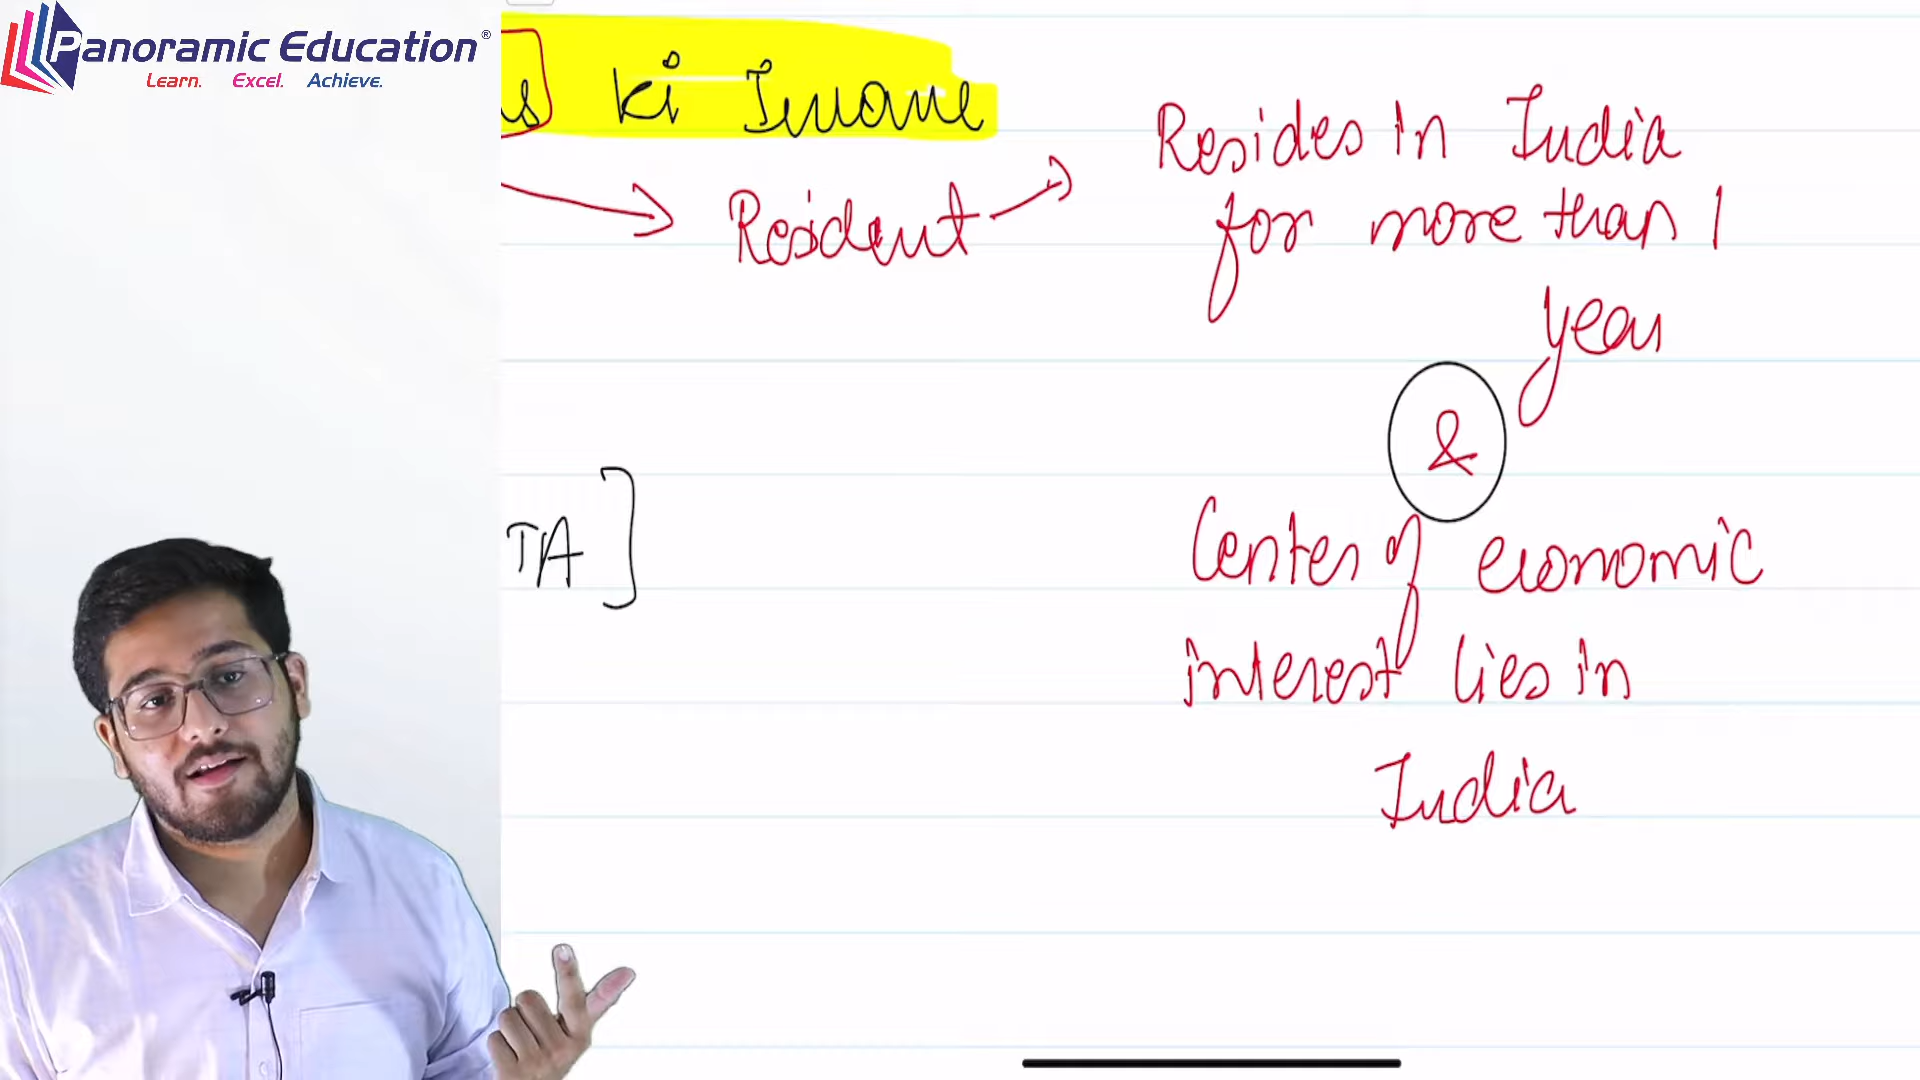 Panoramic Education®
Learn. Excel. Achieve.
ki Income
Resident
Resides in India
for more than 1
year
&
Center of economic
interest lies in
India
TA ]